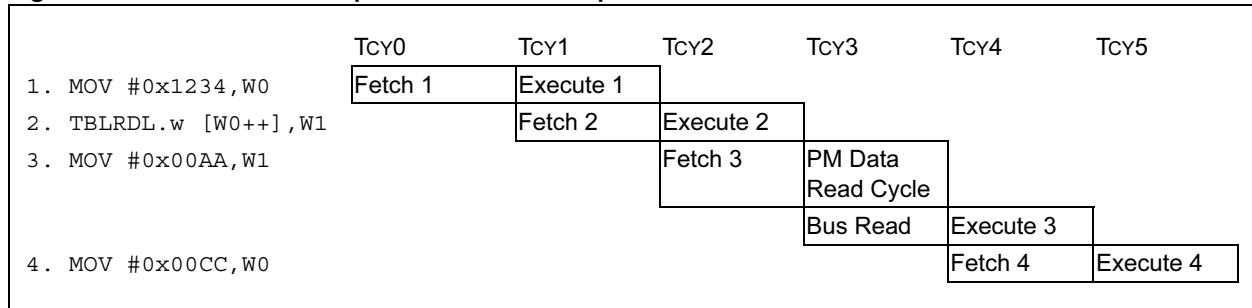 TCY0 TCY1 TCY2 TCY3 TCY4 TCY5
1. MOV #0x1234,W0 Fetch 1 Execute 1
2. TBLRDL.w [W0++],W1 Fetch 2 Execute 2
3. MOV #0x00AA,W1 Fetch 3 PM Data
Read Cycle
Bus Read Execute 3
4. MOV #0x00CC,W0 Fetch 4 Execute 4